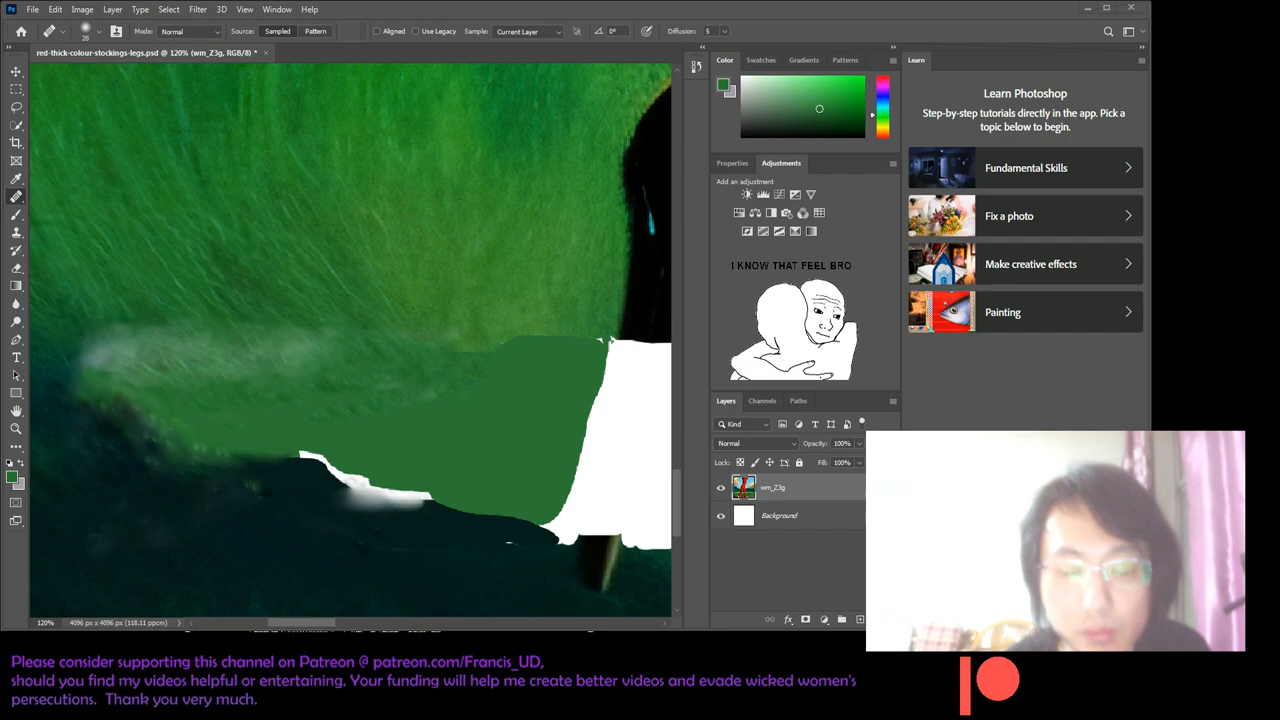 File Edit Image Layer Type Select Filter 3D View Window Help
28 Mode: Normal Source: Sampled Pattern Aligned Use Legacy Sample: Current Layer 0° Diffusion: 5
red-thick-colour-stockings-legs.psd @ 120% (wm_Z3g, RGB/8) *
Color Swatches Gradients Patterns
Properties Adjustments
Add an adjustment
I KNOW THAT FEEL BRO
Layers Channels Paths
Kind
Normal Opacity: 100%
Lock: Fill: 100%
wm_Z3g
Background
Learn
Learn Photoshop
Step-by-step tutorials directly in the app. Pick a
topic below to begin.
Fundamental Skills
Fix a photo
Make creative effects
Painting
120% 4096 px x 4096 px (118.11 ppcm)
Please consider supporting this channel on Patreon @ patreon.com/Francis_UD,
should you find my videos helpful or entertaining. Your funding will help me create better videos and evade wicked women's
persecutions. Thank you very much.